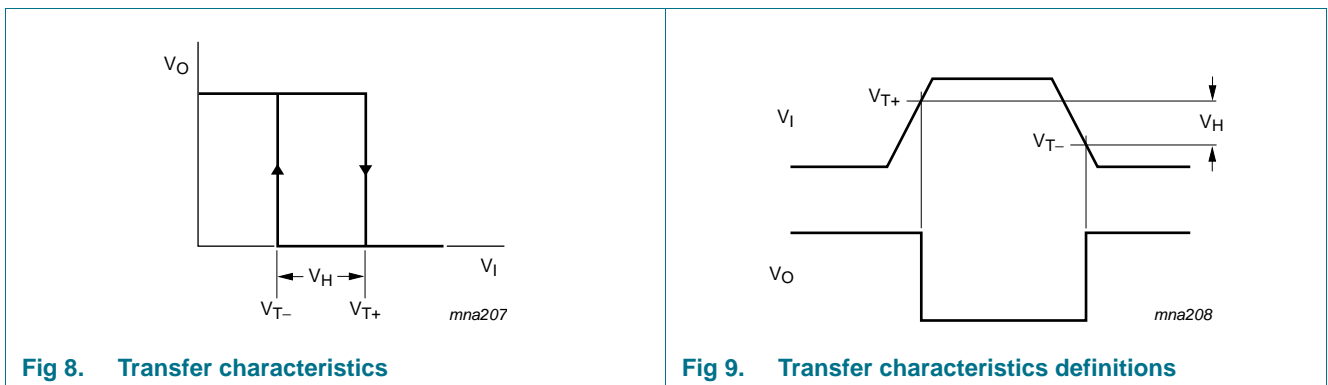 VO
VI
VH
VT−
VT+
mna207
Fig 8. Transfer characteristics
VT+
VI
VH
VT−
VO
mna208
Fig 9. Transfer characteristics definitions